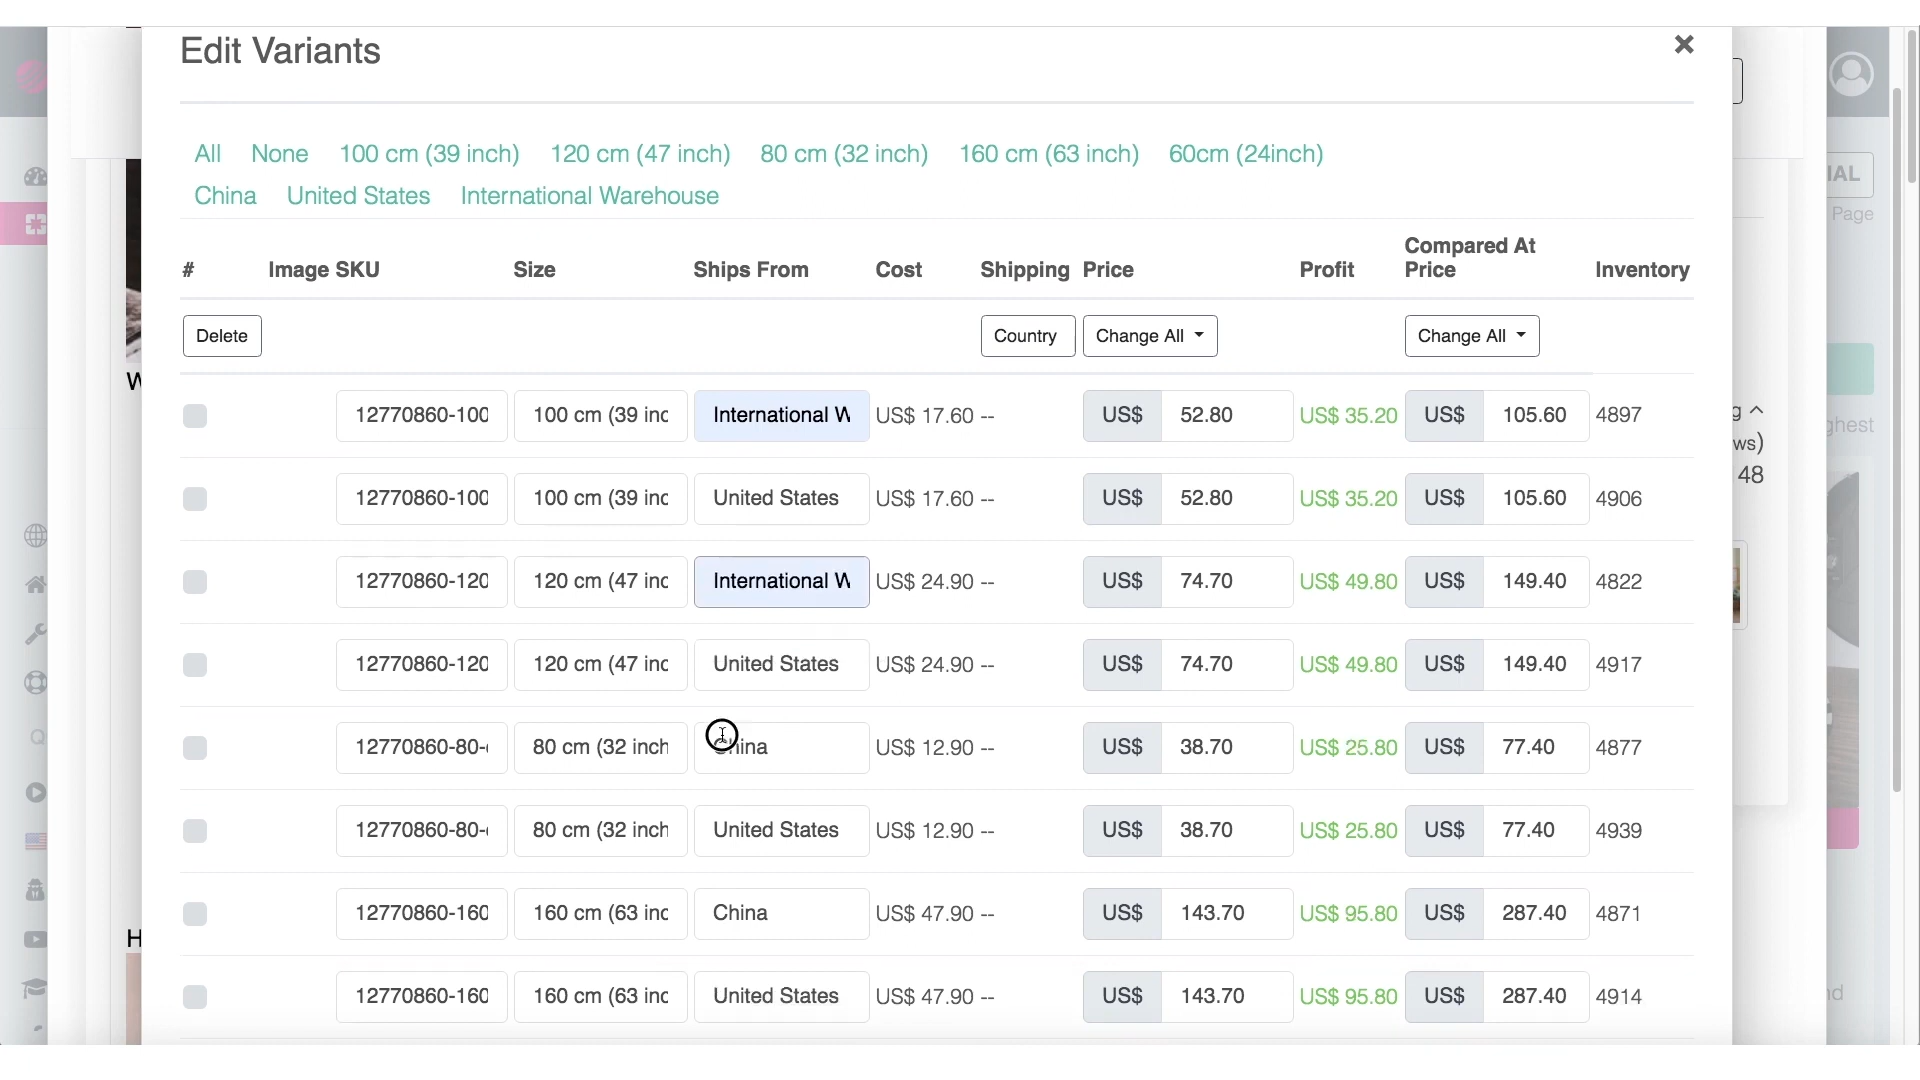 Edit Variants
All None 100 cm (39 inch) 120 cm (47 inch) 80 cm (32 inch) 160 cm (63 inch) 60cm (24inch)
China United States International Warehouse
# Image SKU Size Ships From Cost Shipping Price Profit Compared At Price Inventory
Delete Country Change All Change All
12770860-100 100 cm (39 inc International W US$ 17.60 -- US$ 52.80 US$ 35.20 US$ 105.60 4897
12770860-100 100 cm (39 inc United States US$ 17.60 -- US$ 52.80 US$ 35.20 US$ 105.60 4906
12770860-120 120 cm (47 inc International W US$ 24.90 -- US$ 74.70 US$ 49.80 US$ 149.40 4822
12770860-120 120 cm (47 inc United States US$ 24.90 -- US$ 74.70 US$ 49.80 US$ 149.40 4917
12770860-80- 80 cm (32 inch China US$ 12.90 -- US$ 38.70 US$ 25.80 US$ 77.40 4877
12770860-80- 80 cm (32 inch United States US$ 12.90 -- US$ 38.70 US$ 25.80 US$ 77.40 4939
12770860-160 160 cm (63 inc China US$ 47.90 -- US$ 143.70 US$ 95.80 US$ 287.40 4871
12770860-160 160 cm (63 inc United States US$ 47.90 -- US$ 143.70 US$ 95.80 US$ 287.40 4914
IAL
Page
ghest
ws)
48